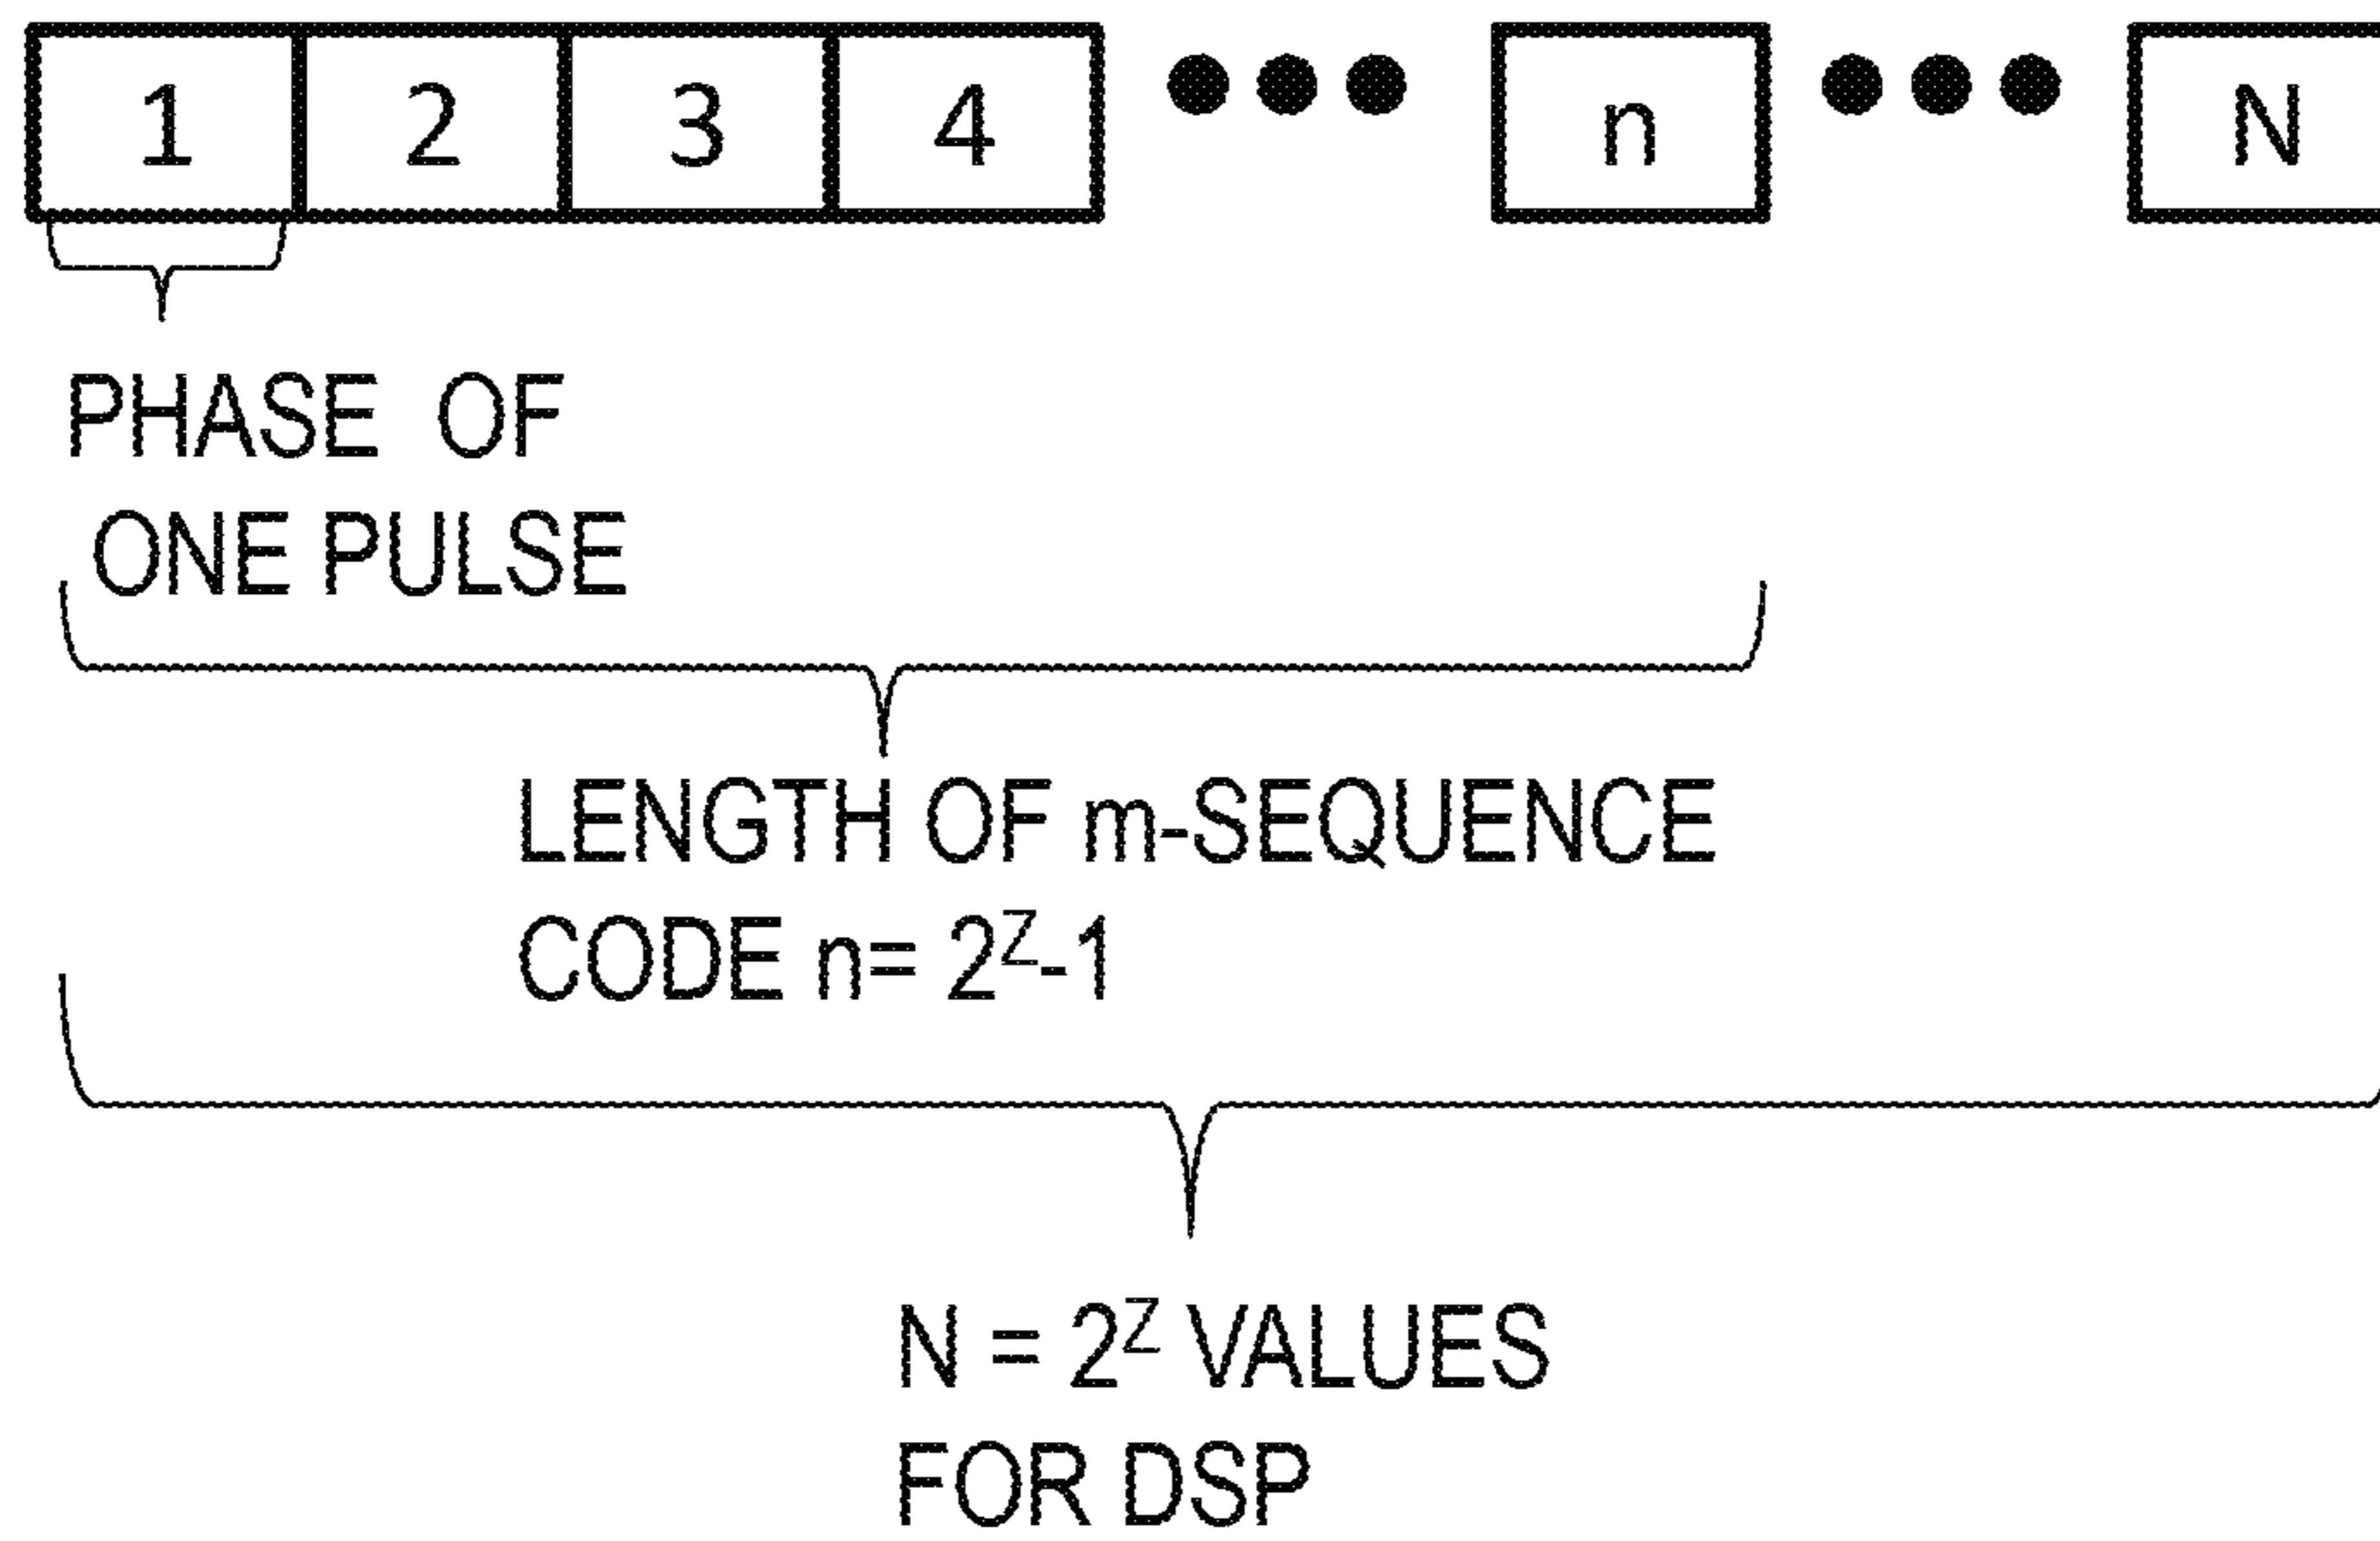 1 2 3 4 ••• n ••• N
PHASE OF
ONE PULSE
LENGTH OF m-SEQUENCE
CODE n= 2ᶻ-1
N = 2ᶻ VALUES
FOR DSP